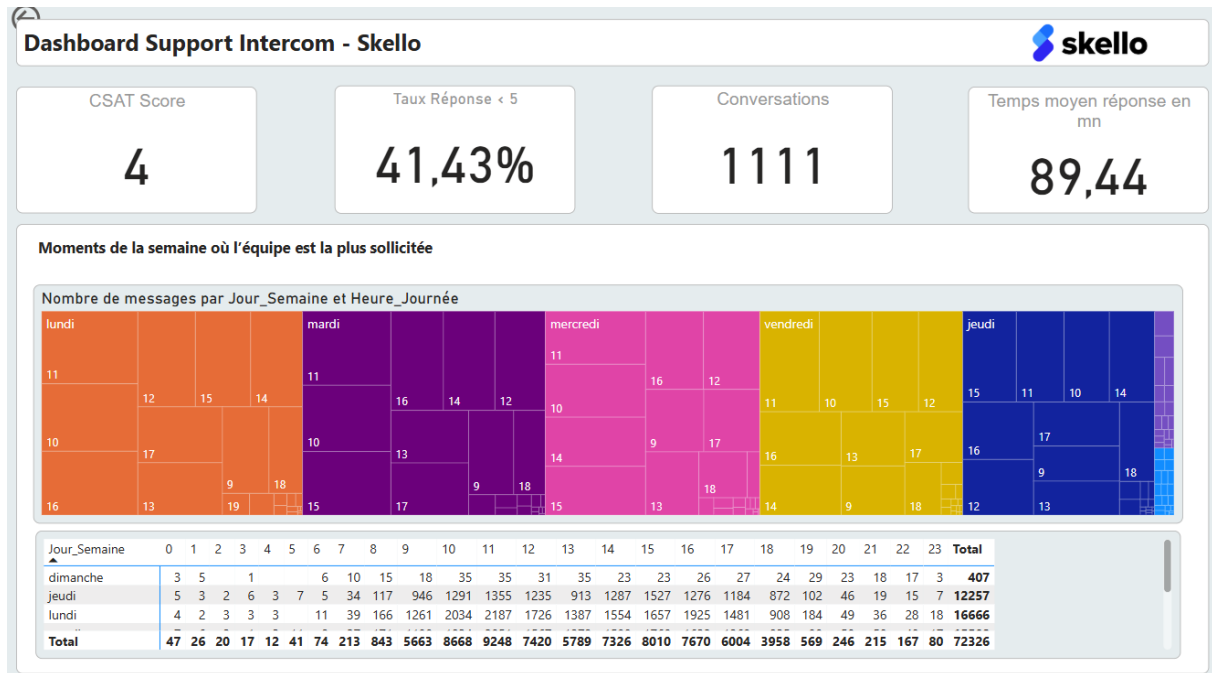 Dashboard Support Intercom - Skello
skello
CSAT Score
4
Taux Réponse < 5
41,43%
Conversations
1111
Temps moyen réponse en
mn
89,44
Moments de la semaine où l'équipe est la plus sollicitée
Nombre de messages par Jour_Semaine et Heure_Journée
lundi
11
10
16
12
15
14
17
13
9
18
19
mardi
11
10
15
16
14
12
13
17
9
18
mercredi
11
10
14
15
16
12
9
17
13
18
vendredi
11
10
15
12
16
13
17
14
9
18
jeudi
15
11
10
14
16
12
17
9
13
18
Jour_Semaine 0 1 2 3 4 5 6 7 8 9 10 11 12 13 14 15 16 17 18 19 20 21 22 23 Total
dimanche 3 5 1 6 10 15 18 35 35 31 35 23 23 26 27 24 29 23 18 17 3 407
jeudi 5 3 2 6 3 7 5 34 117 946 1291 1355 1235 913 1287 1527 1276 1184 872 102 46 19 15 7 12257
lundi 4 2 3 3 3 11 39 166 1261 2034 2187 1726 1387 1554 1657 1925 1481 908 184 49 36 28 18 16666
Total 47 26 20 17 12 41 74 213 843 5663 8668 9248 7420 5789 7326 8010 7670 6004 3958 569 246 215 167 80 72326